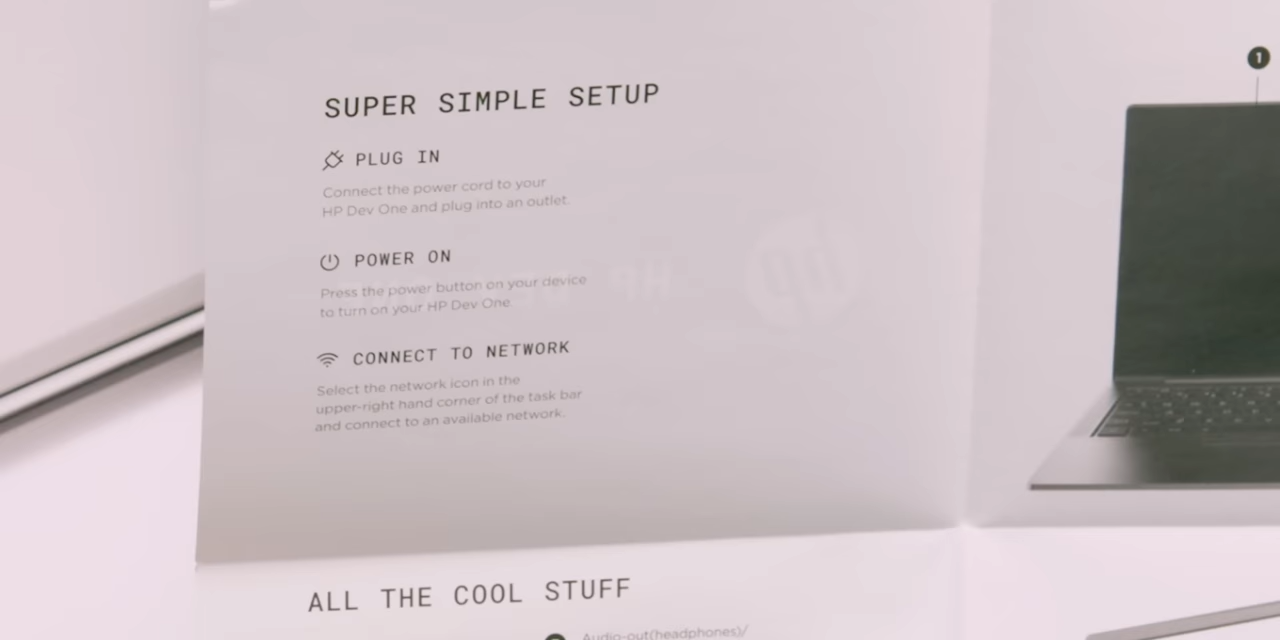 SUPER SIMPLE SETUP
PLUG IN
Connect the power cord to your
HP Dev One and plug into an outlet.
POWER ON
Press the power button on your device
to turn on your HP Dev One.
CONNECT TO NETWORK
Select the network icon in the
upper-right hand corner of the task bar
and connect to an available network.
1
ALL THE COOL STUFF
Audio-out(headphones)/